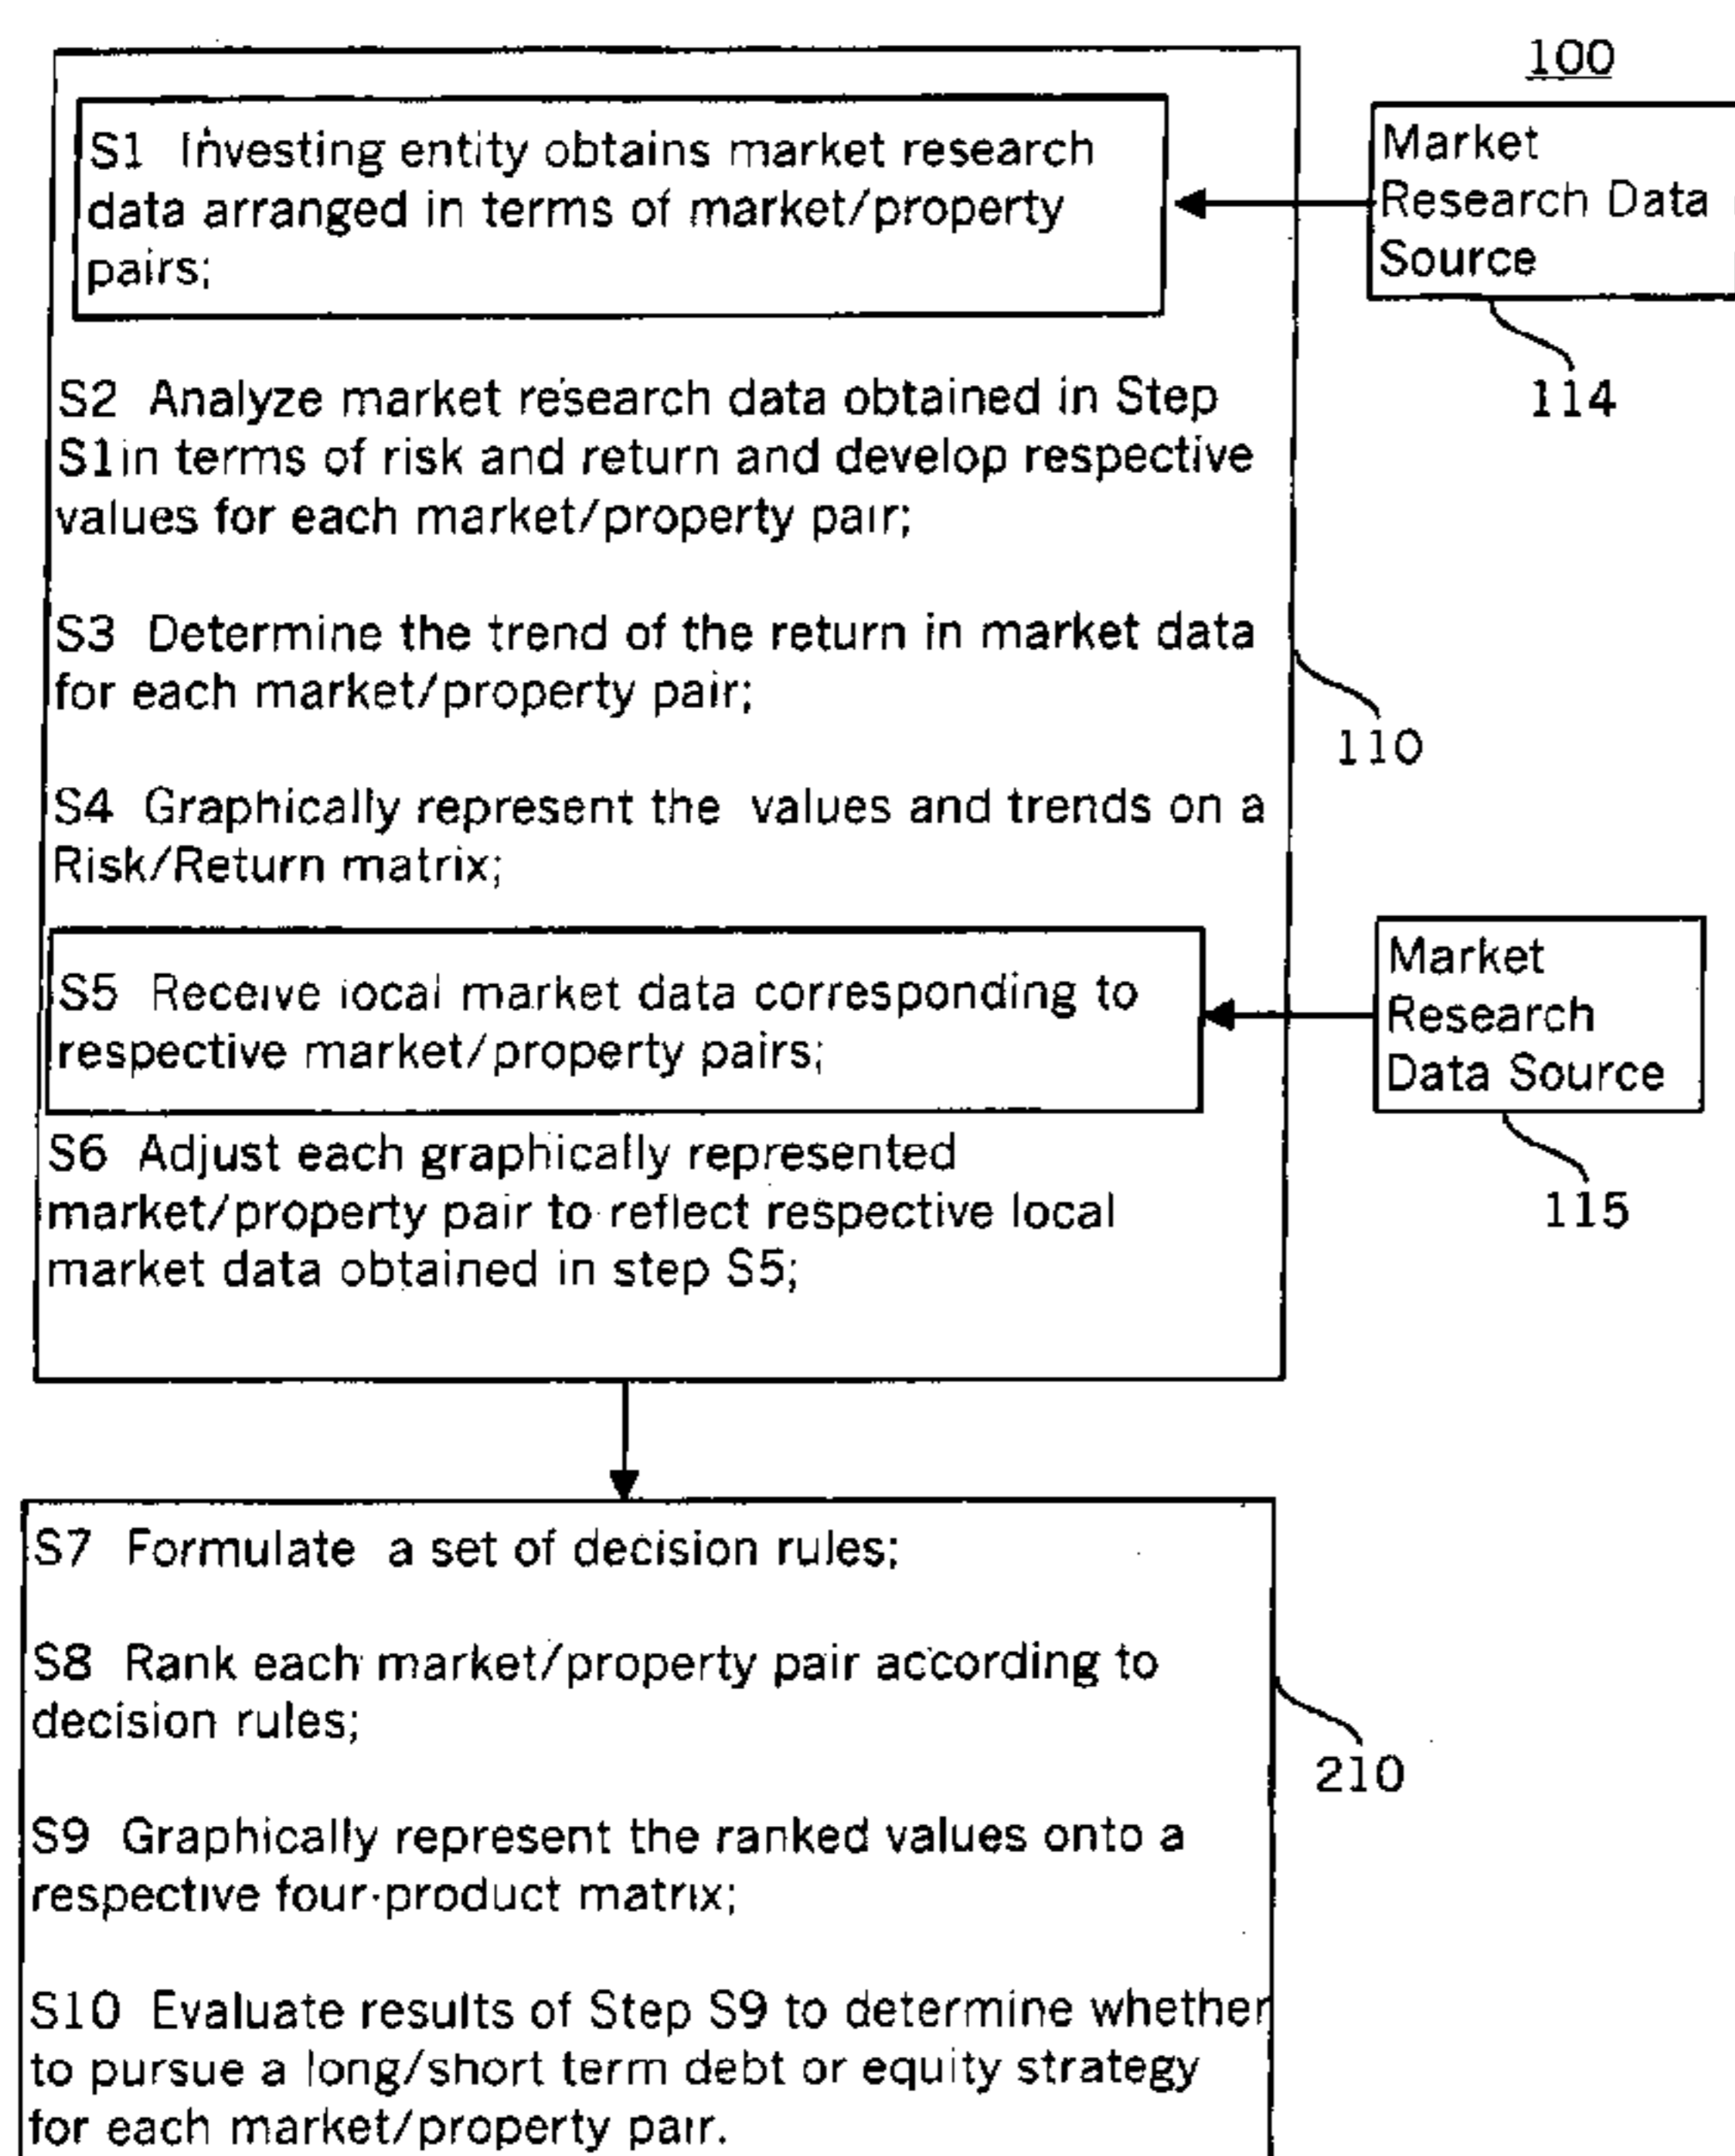 100
S1 Investing entity obtains market research
data arranged in terms of market/property
pairs;
Market
Research Data
Source
114
S2 Analyze market research data obtained in Step
S1 in terms of risk and return and develop respective
values for each market/property pair;
S3 Determine the trend of the return in market data
for each market/property pair;
110
S4 Graphically represent the values and trends on a
Risk/Return matrix;
S5 Receive local market data corresponding to
respective market/property pairs;
Market
Research
Data Source
115
S6 Adjust each graphically represented
market/property pair to reflect respective local
market data obtained in step S5;
S7 Formulate a set of decision rules;
S8 Rank each market/property pair according to
decision rules;
210
S9 Graphically represent the ranked values onto a
respective four-product matrix;
S10 Evaluate results of Step S9 to determine whether
to pursue a long/short term debt or equity strategy
for each market/property pair.